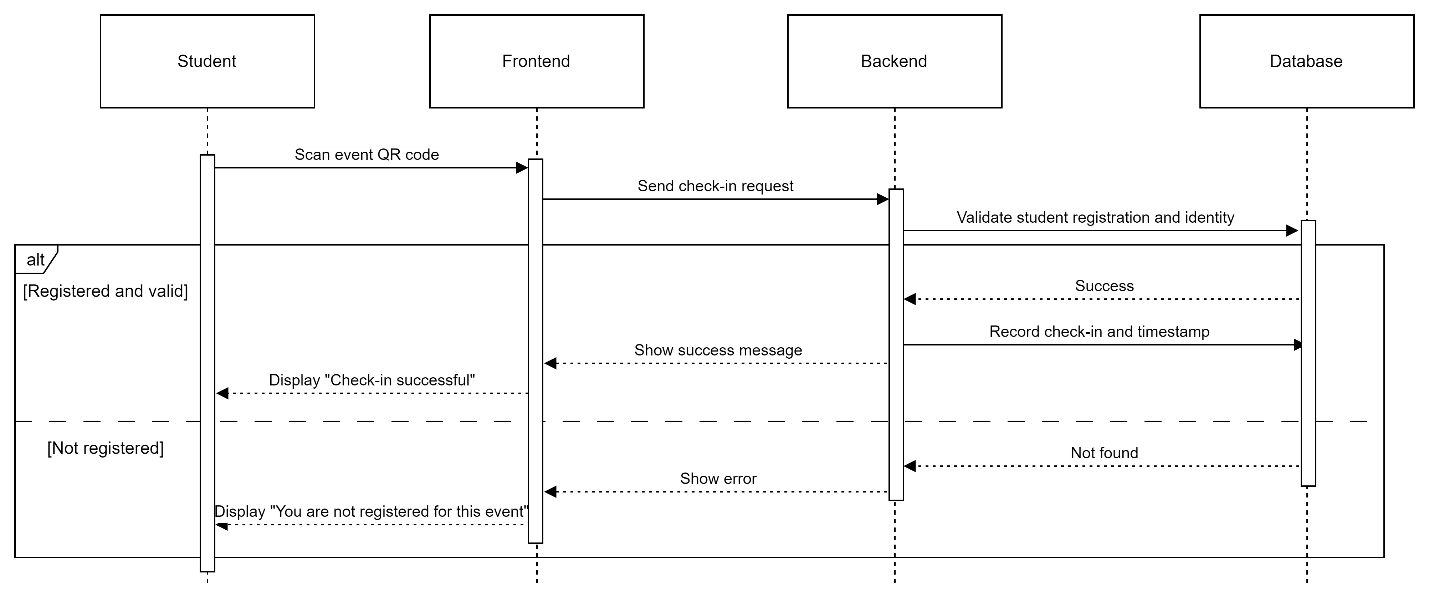 Student
Frontend
Backend
Database
Scan event QR code
Send check-in request
Validate student registration and identity
alt
[Registered and valid]
Success
Record check-in and timestamp
Show success message
Display "Check-in successful"
[Not registered]
Not found
Show error
Display "You are not registered for this event"